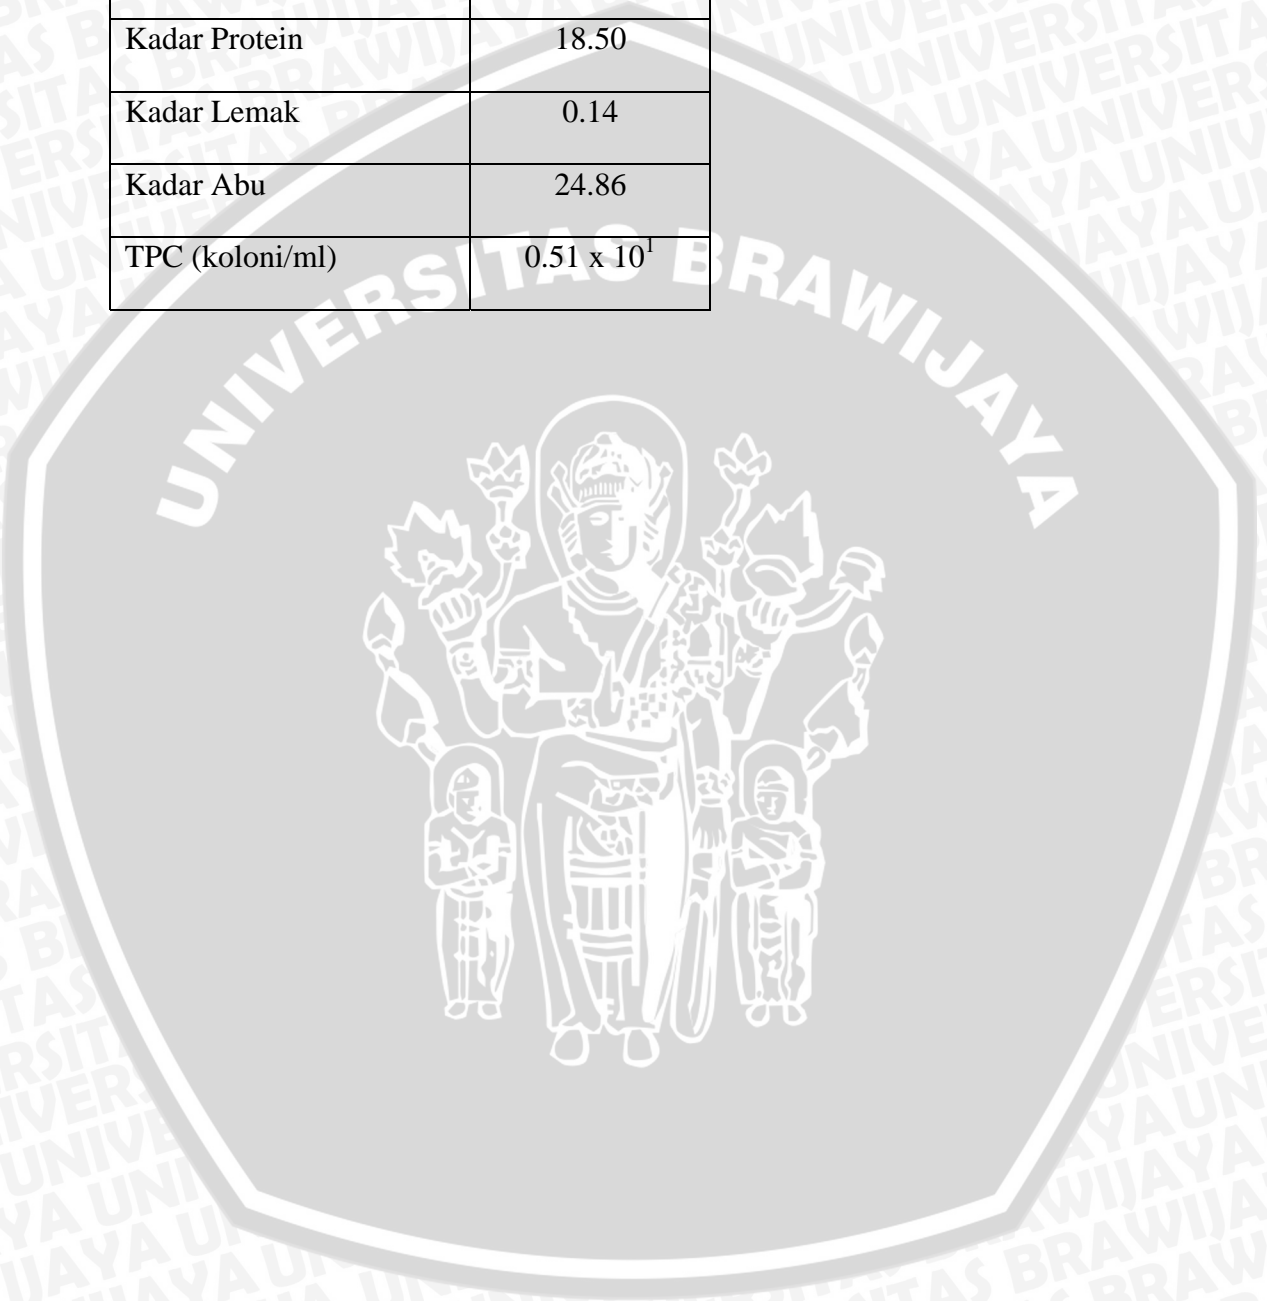 Kadar Protein 18.50
Kadar Lemak 0.14
Kadar Abu 24.86
TPC (koloni/ml) 0.51 x 10¹
UNIVERSITAS BRAWIJAYA